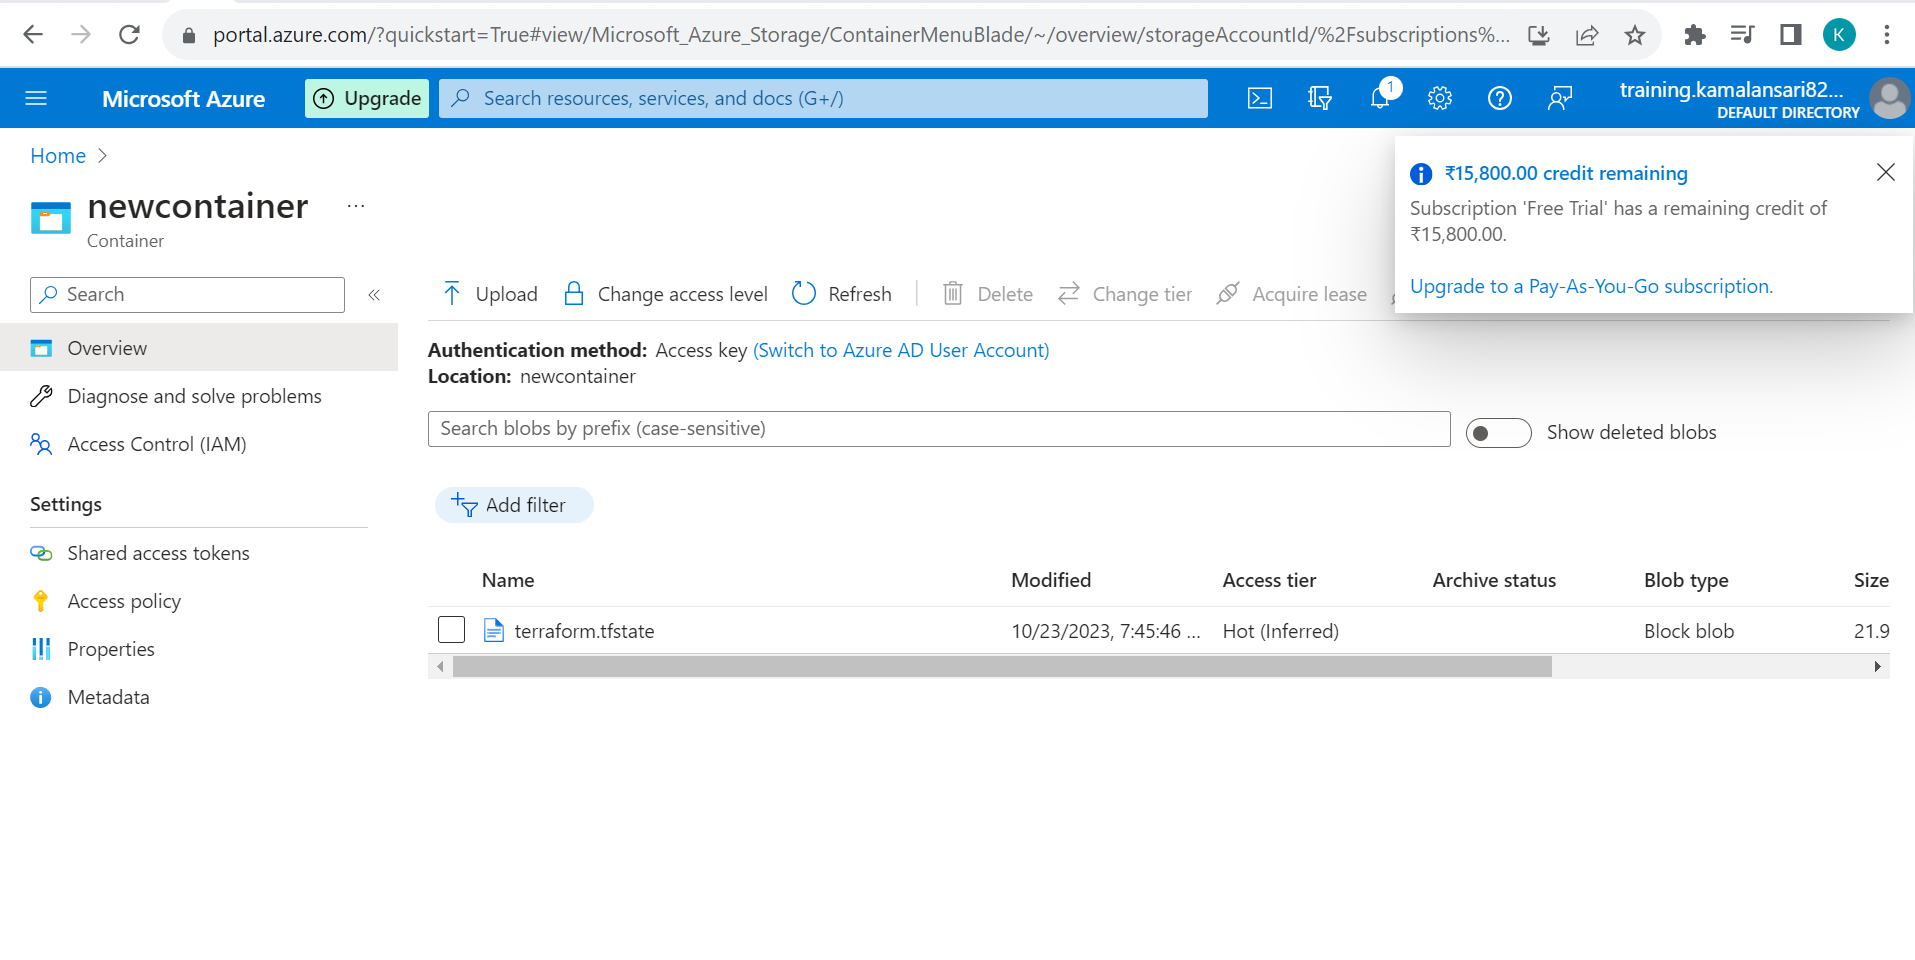 portal.azure.com/?quickstart=True#view/Microsoft_Azure_Storage/ContainerMenuBlade/~/overview/storageAccountId/%2Fsubscriptions%...
K
Microsoft Azure
Upgrade
Search resources, services, and docs (G+/)
1
training.kamalansari82...
DEFAULT DIRECTORY
Home
₹15,800.00 credit remaining
Subscription 'Free Trial' has a remaining credit of
₹15,800.00.
Upgrade to a Pay-As-You-Go subscription.
newcontainer
...
Container
Search
«
Overview
Diagnose and solve problems
Access Control (IAM)
Settings
Shared access tokens
Access policy
Properties
Metadata
Upload
Change access level
Refresh
Delete
Change tier
Acquire lease
Authentication method: Access key (Switch to Azure AD User Account)
Location: newcontainer
Search blobs by prefix (case-sensitive)
Show deleted blobs
Add filter
Name Modified Access tier Archive status Blob type Size
terraform.tfstate 10/23/2023, 7:45:46 ... Hot (Inferred) Block blob 21.9